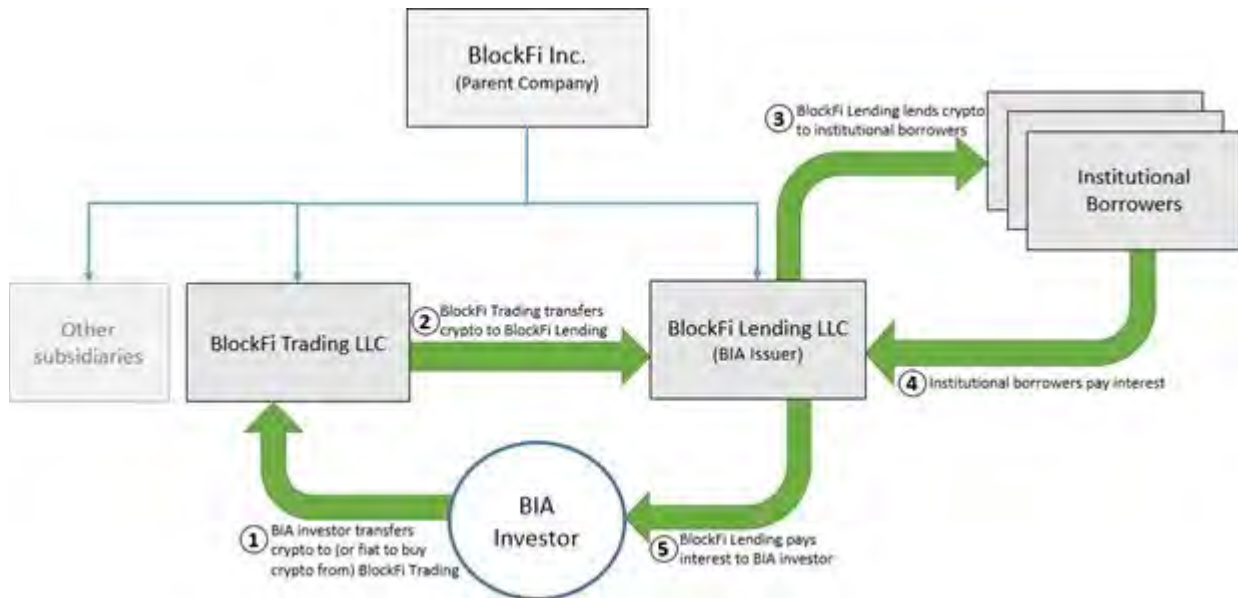 BlockFi Inc.
(Parent Company)
3 BlockFi Lending lends crypto
to institutional borrowers
Institutional
Borrowers
Other
subsidiaries
BlockFi Trading LLC
2 BlockFi Trading transfers
crypto to BlockFi Lending
BlockFi Lending LLC
(BIA Issuer)
4 Institutional borrowers pay interest
1 BIA investor transfers
crypto to (or fiat to buy
crypto from) BlockFi Trading
BIA
Investor
5 BlockFi Lending pays
interest to BIA investor